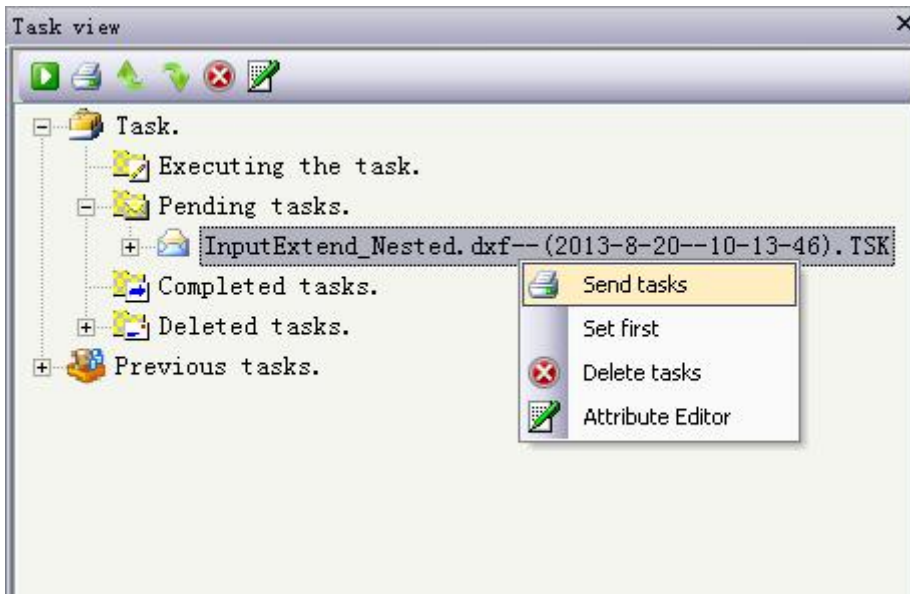 Task view
Task.
Executing the task.
Pending tasks.
InputExtend_Nested.dxf--(2013-8-20--10-13-46).TSK
Completed tasks.
Deleted tasks.
Previous tasks.
Send tasks
Set first
Delete tasks
Attribute Editor